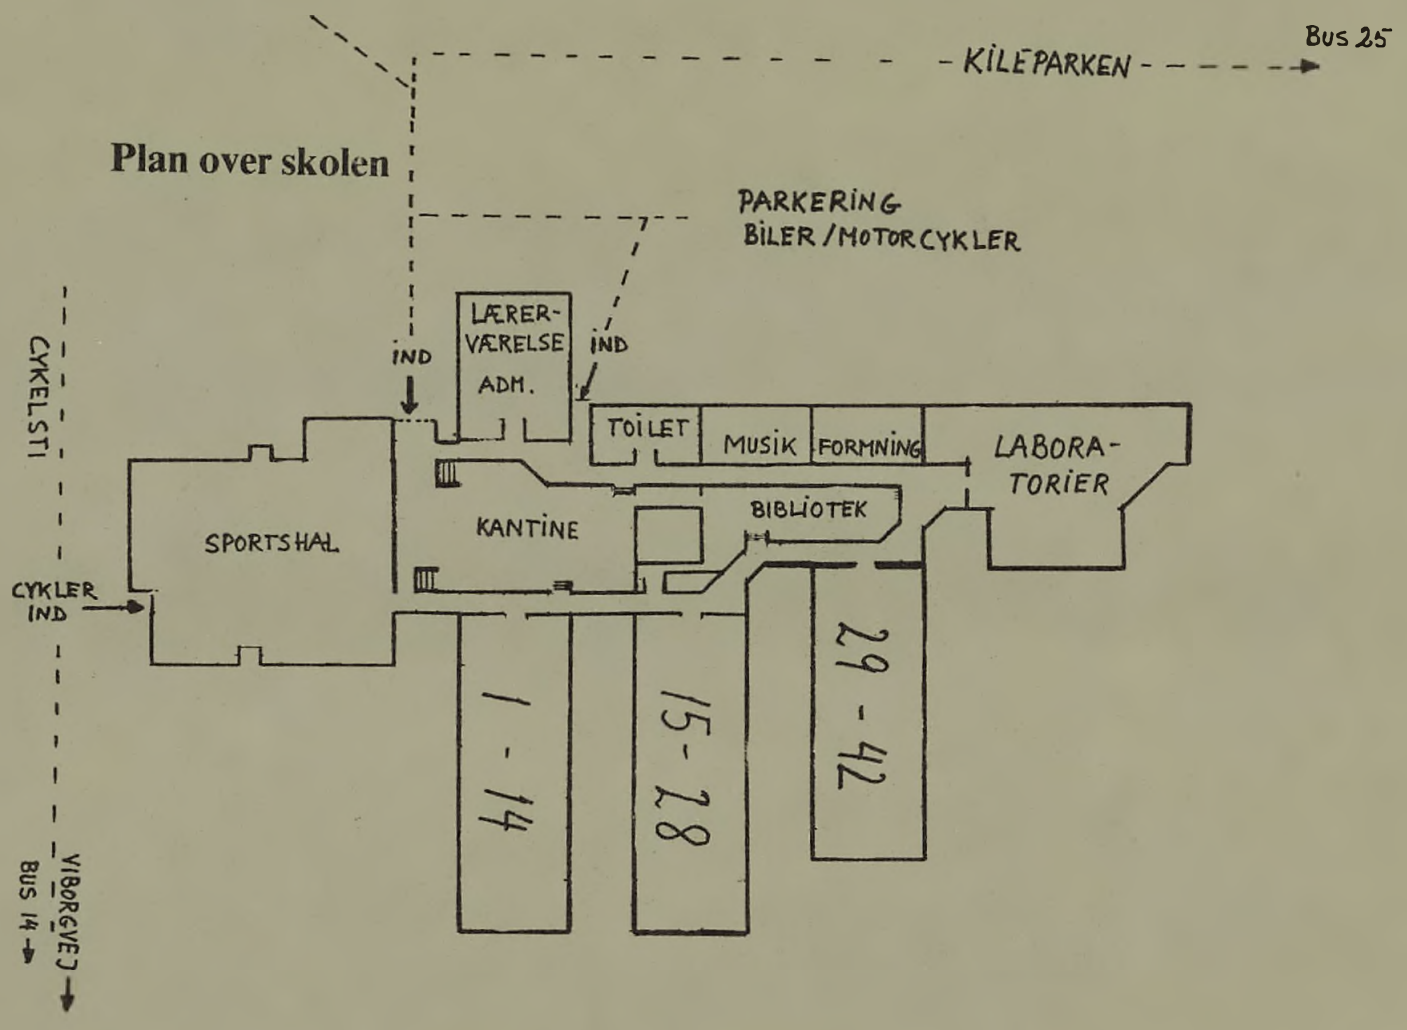 Bus 25
KILEPARKEN
Plan over skolen
PARKERING
BILER/MOTORCYKLER
LÆRER-
VÆRELSE
ADM.
IND
IND
CYKELSTI
TOILET
MUSIK
FORMNING
LABORA-
TORIER
SPORTSHAL
KANTINE
BIBLIOTEK
CYKLER
IND
1 - 14
15 - 28
29 - 42
VIBORGVEJ
BUS 14